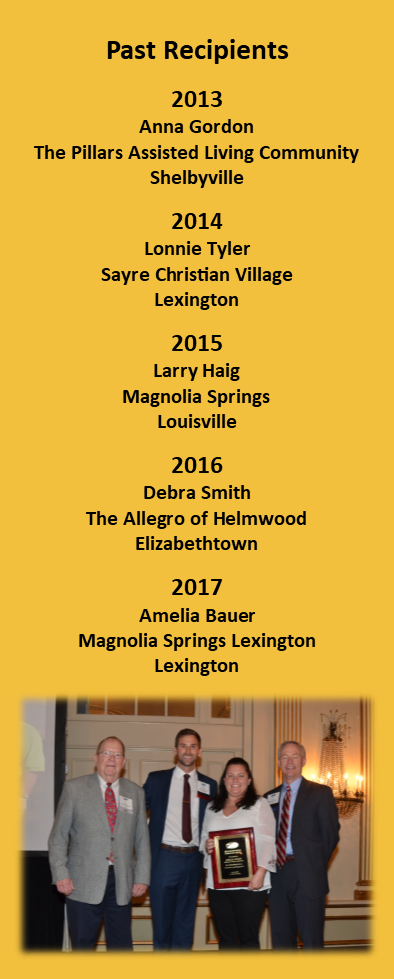 Past Recipients
2013
Anna Gordon
The Pillars Assisted Living Community
Shelbyville
2014
Lonnie Tyler
Sayre Christian Village
Lexington
2015
Larry Haig
Magnolia Springs
Louisville
2016
Debra Smith
The Allegro of Helmwood
Elizabethtown
2017
Amelia Bauer
Magnolia Springs Lexington
Lexington